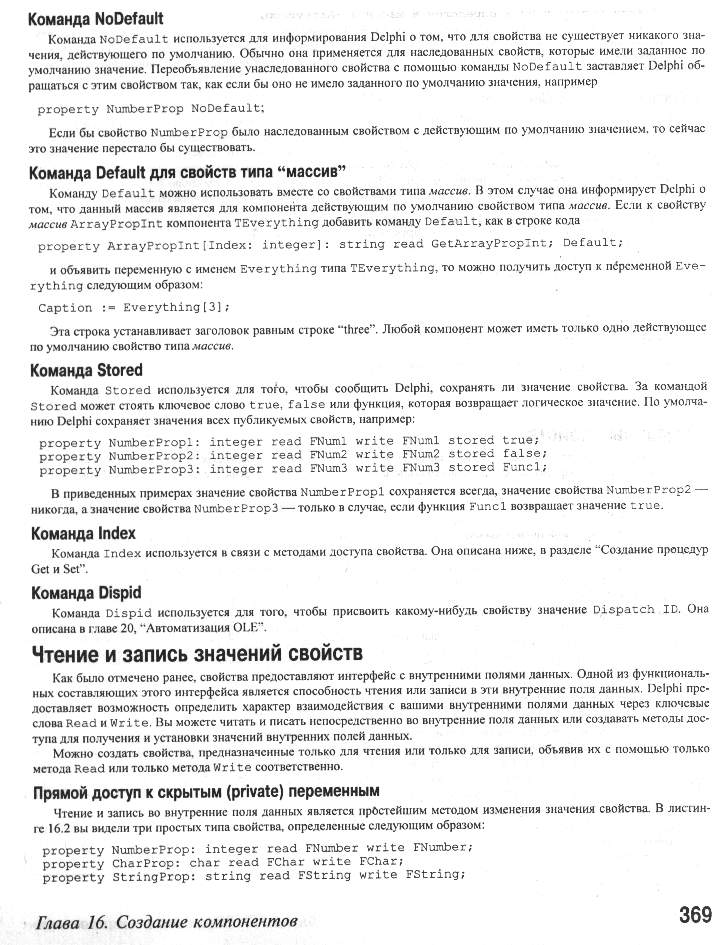 Команда NoDefault
Команда NoDefault используется для информирования Delphi о том, что для свойства не существует никакого зна-
чения, действующего по умолчанию. Обычно она применяется для наследованных свойств, которые имели заданное по
умолчанию значение. Переобъявление унаследованного свойства с помощью команды NoDefault заставляет Delphi об-
ращаться с этим свойством так, как если бы оно не имело заданного по умолчанию значения, например
property NumberProp NoDefault;
Если бы свойство NumberProp было наследованным свойством с действующим по умолчанию значением, то сейчас
это значение перестало бы существовать.
Команда Default для свойств типа “массив”
Команду Default можно использовать вместе со свойствами типа массив. В этом случае она информирует Delphi о
том, что данный массив является для компонента действующим по умолчанию свойством типа массив. Если к свойству
массив ArrayPropInt компонента TEverything добавить команду Default, как в строке кода
property ArrayPropInt[Index: integer]: string read GetArrayPropInt; Default;
и объявить переменную с именем Everything типа TEverything, то можно получить доступ к переменной Eve-
rything следующим образом:
Caption := Everything[3];
Эта строка устанавливает заголовок равным строке “three”. Любой компонент может иметь только одно действующее
по умолчанию свойство типа массив.
Команда Stored
Команда Stored используется для того, чтобы сообщить Delphi, сохранять ли значение свойства. За командой
Stored может стоять ключевое слово true, false или функция, которая возвращает логическое значение. По умолча-
нию Delphi сохраняет значения всех публикуемых свойств, например:
property NumberProp1: integer read FNum1 write FNum1 stored true;
property NumberProp2: integer read FNum2 write FNum2 stored false;
property NumberProp3: integer read FNum3 write FNum3 stored Func1;
В приведенных примерах значение свойства NumberProp1 сохраняется всегда, значение свойства NumberProp2 —
никогда, а значение свойства NumberProp3 — только в случае, если функция Func1 возвращает значение true.
Команда Index
Команда Index используется в связи с методами доступа свойства. Она описана ниже, в разделе “Создание процедур
Get и Set”.
Команда Dispid
Команда Dispid используется для того, чтобы присвоить какому-нибудь свойству значение Dispatch ID. Она
описана в главе 20, “Автоматизация OLE”.
Чтение и запись значений свойств
Как было отмечено ранее, свойства предоставляют интерфейс с внутренними полями данных. Одной из функциональ-
ных составляющих этого интерфейса является способность чтения или записи в эти внутренние поля данных. Delphi пре-
доставляет возможность определить характер взаимодействия с вашими внутренними полями данных через ключевые
слова Read и Write. Вы можете читать и писать непосредственно во внутренние поля данных или создавать методы дос-
тупа для получения и установки значений внутренних полей данных.
Можно создать свойства, предназначенные только для чтения или только для записи, объявив их с помощью только
метода Read или только метода Write соответственно.
Прямой доступ к скрытым (private) переменным
Чтение и запись во внутренние поля данных является простейшим методом изменения значения свойства. В листин-
ге 16.2 вы видели три простых типа свойства, определенные следующим образом:
property NumberProp: integer read FNumber write FNumber;
property CharProp: char read FChar write FChar;
property StringProp: string read FString write FString;
Глава 16. Создание компонентов
369